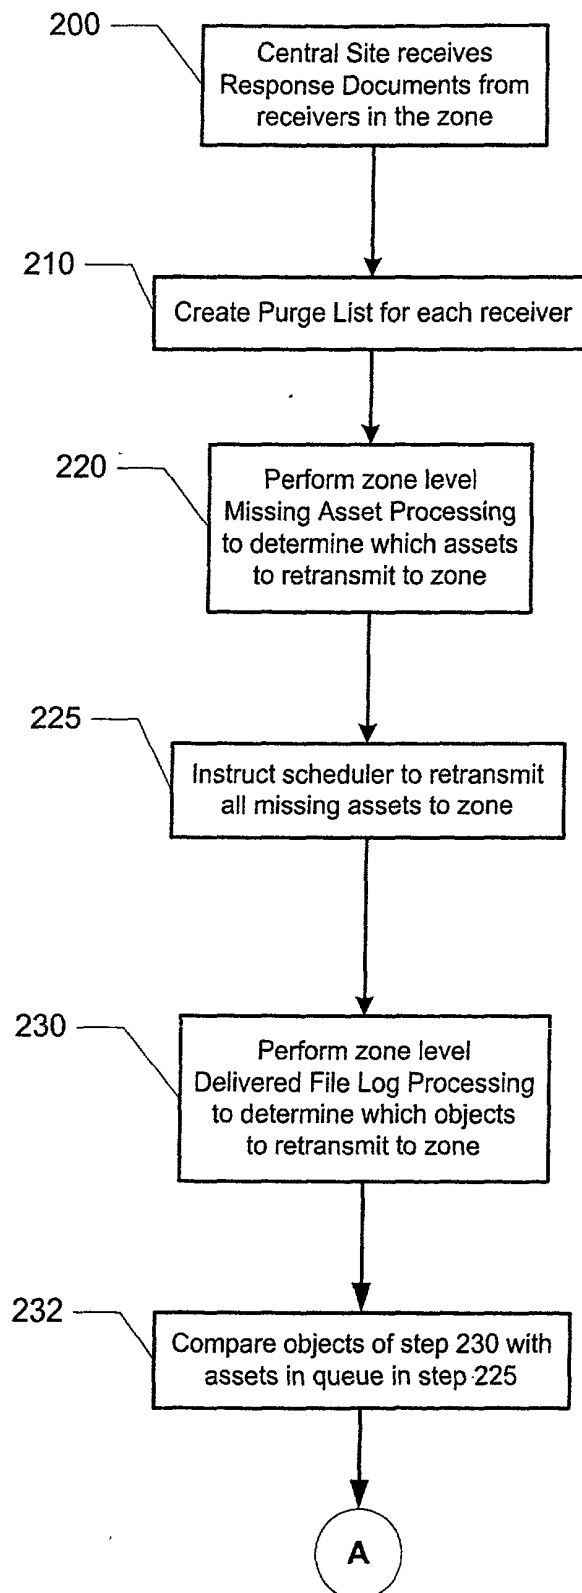 200
Central Site receives
Response Documents from
receivers in the zone
210
Create Purge List for each receiver
220
Perform zone level
Missing Asset Processing
to determine which assets
to retransmit to zone
225
Instruct scheduler to retransmit
all missing assets to zone
230
Perform zone level
Delivered File Log Processing
to determine which objects
to retransmit to zone
232
Compare objects of step 230 with
assets in queue in step 225
A